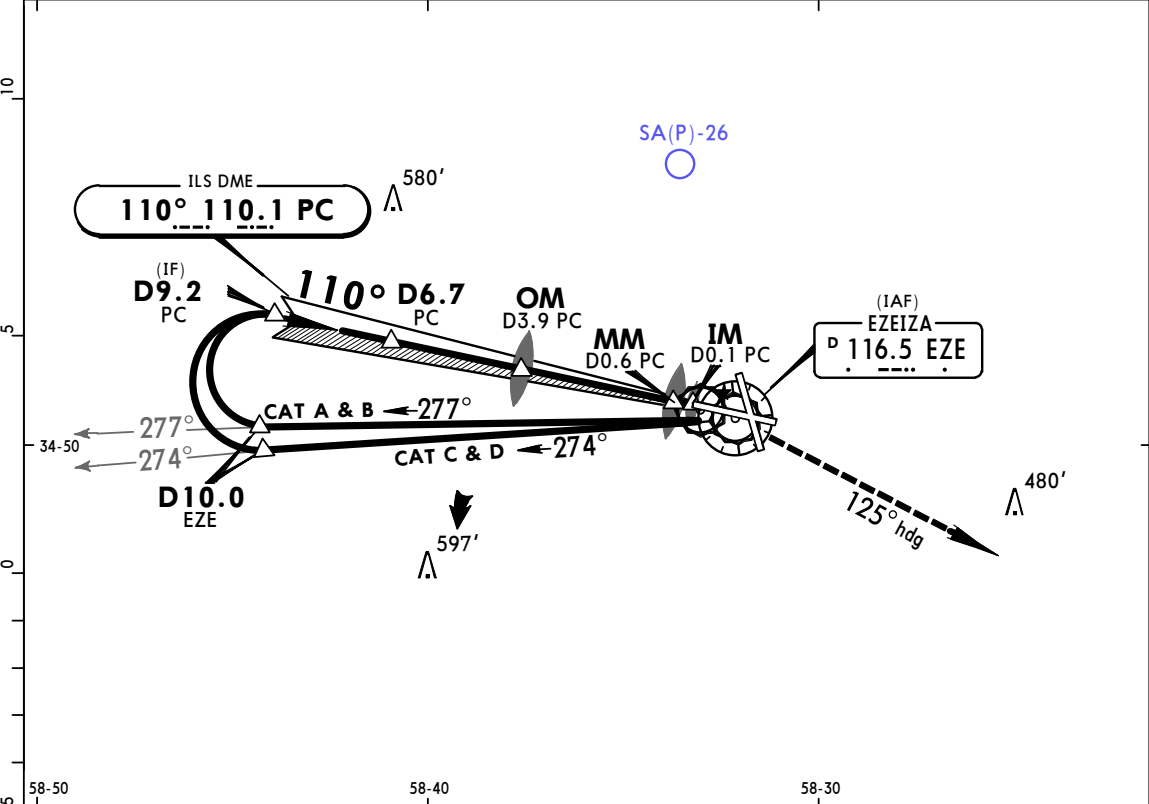 10
SA(P)-26
ILS DME
110° 110.1 PC
580'
(IF)
D9.2
PC
110°
D6.7
PC
OM
D3.9 PC
MM
D0.6 PC
IM
D0.1 PC
(IAF)
EZEIZA
D 116.5 EZE
5
CAT A & B
277°
277°
34-50
274°
CAT C & D
274°
D10.0
EZE
125° hdg
480'
597'
0
5
58-50
58-40
58-30